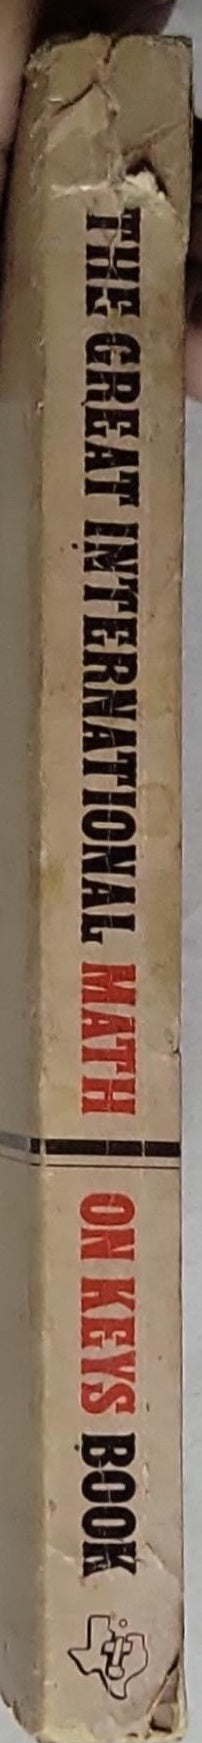 THE GREAT INTERNATIONAL MATH ON KEYS BOOK